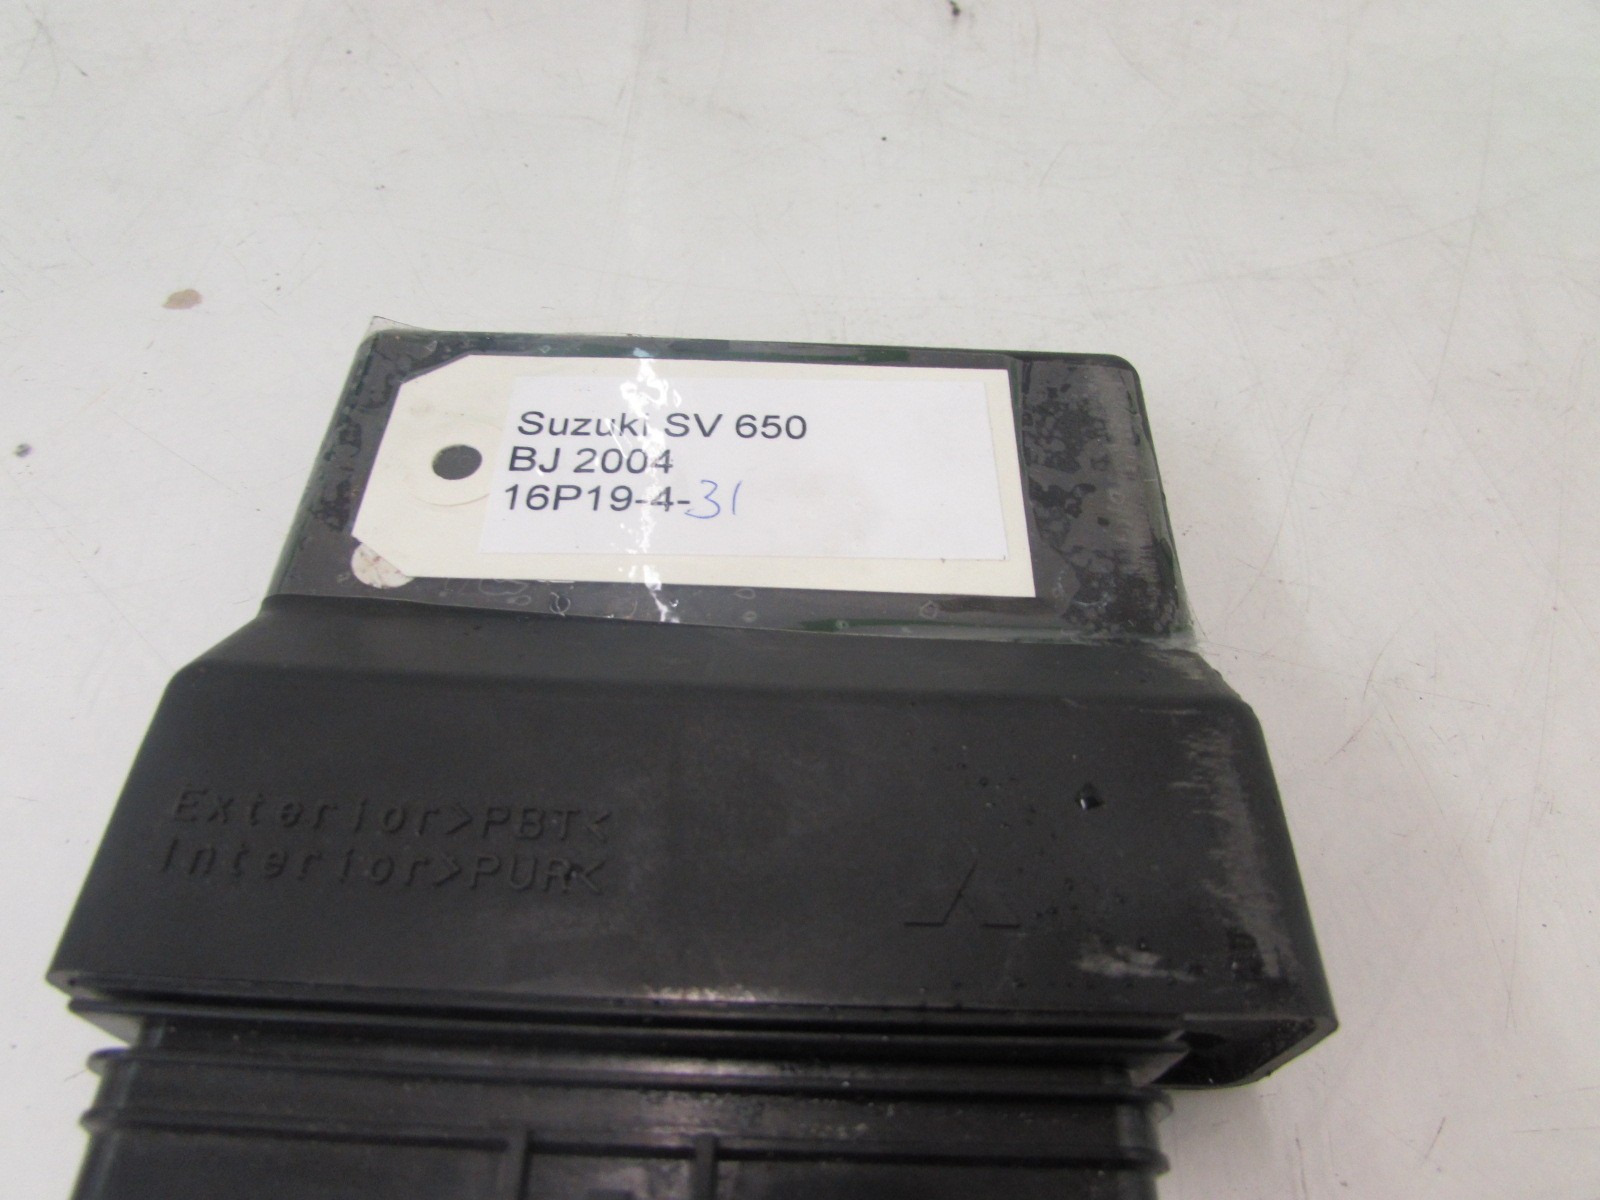 Suzuki SV 650
BJ 2004
16P19-4-31
Exterior>PBT<
Interior>PUR<